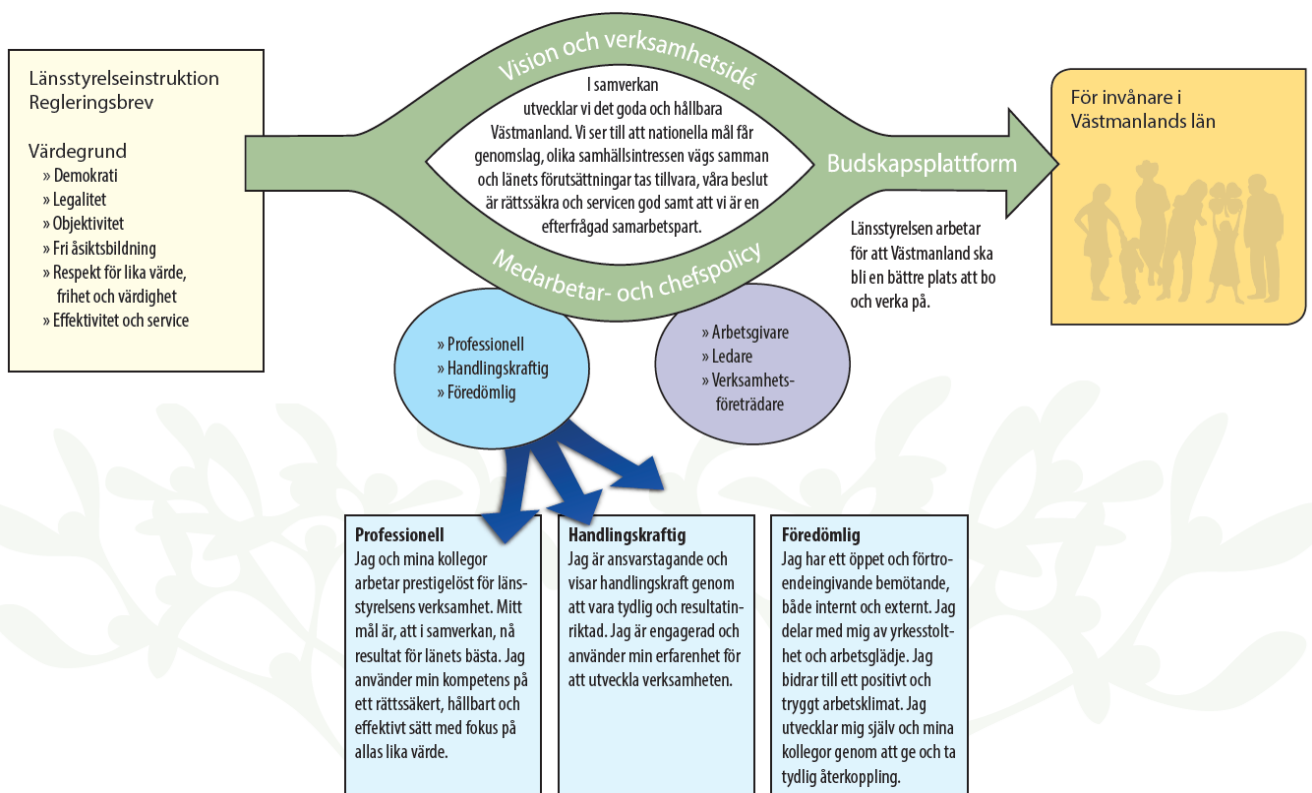 Länsstyrelseinstruktion
Regleringsbrev
Värdegrund
» Demokrati
» Legalitet
» Objektivitet
» Fri åsiktsbildning
» Respekt för lika värde,
frihet och värdighet
» Effektivitet och service
Vision och verksamhetsidé
I samverkan
utvecklar vi det goda och hållbara
Västmanland. Vi ser till att nationella mål får
genomslag, olika samhällsintressen vägs samman
och länets förutsättningar tas tillvara, våra beslut
är rättssäkra och servicen god samt att vi är en
efterfrågad samarbetspart.
Medarbetar- och chefspolicy
Budskapsplattform
Länsstyrelsen arbetar
för att Västmanland ska
bli en bättre plats att bo
och verka på.
För invånare i
Västmanlands län
» Professionell
» Handlingskraftig
» Föredömlig
» Arbetsgivare
» Ledare
» Verksamhets-
företrädare
Professionell
Jag och mina kollegor
arbetar prestigelöst för läns-
styrelsens verksamhet. Mitt
mål är, att i samverkan, nå
resultat för länets bästa. Jag
använder min kompetens på
ett rättssäkert, hållbart och
effektivt sätt med fokus på
allas lika värde.
Handlingskraftig
Jag är ansvarstagande och
visar handlingskraft genom
att vara tydlig och resultatin-
riktad. Jag är engagerad och
använder min erfarenhet för
att utveckla verksamheten.
Föredömlig
Jag har ett öppet och förtro-
endeingivande bemötande,
både internt och externt. Jag
delar med mig av yrkesstolt-
het och arbetsglädje. Jag
bidrar till ett positivt och
tryggt arbetsklimat. Jag
utvecklar mig själv och mina
kollegor genom att ge och ta
tydlig återkoppling.